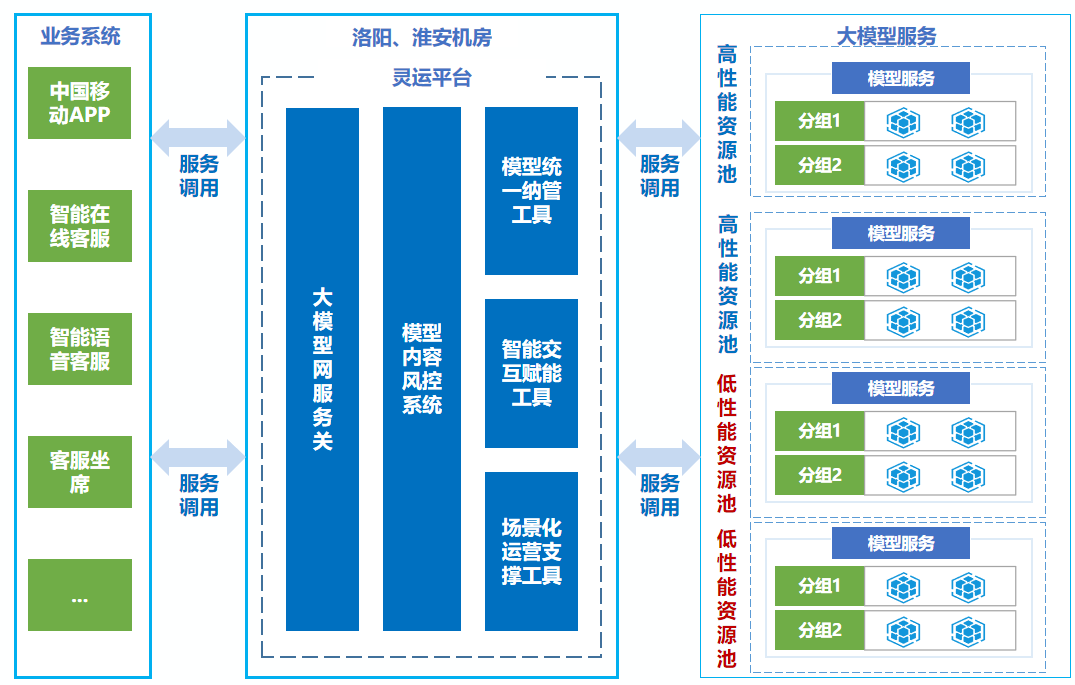 业务系统
中国移
动APP
智能在
线客服
智能语
音客服
客服坐
席
...
服务
调用
服务
调用
洛阳、淮安机房
灵运平台
大
模
型
网
服
务
关
模型
内容
风控
系统
模型统
一纳管
工具
智能交
互赋能
工具
场景化
运营支
撑工具
服务
调用
服务
调用
大模型服务
高
性
能
资
源
池
模型服务
分组1
分组2
高
性
能
资
源
池
模型服务
分组1
分组2
低
性
能
资
源
池
模型服务
分组1
分组2
低
性
能
资
源
池
模型服务
分组1
分组2